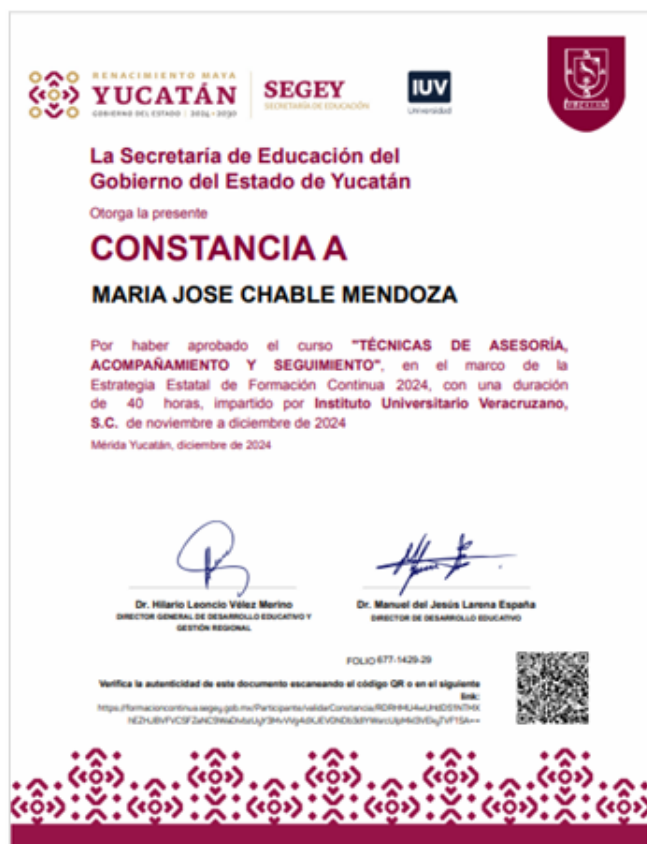 RENACIMIENTO MAYA
YUCATÁN
GOBIERNO DEL ESTADO | 2024 - 2030
SEGEY
SECRETARÍA DE EDUCACIÓN
IUV
Universidad
La Secretaría de Educación del
Gobierno del Estado de Yucatán
Otorga la presente
CONSTANCIA A
MARIA JOSE CHABLE MENDOZA
Por haber aprobado el curso "TÉCNICAS DE ASESORÍA,
ACOMPAÑAMIENTO Y SEGUIMIENTO", en el marco de la
Estrategia Estatal de Formación Continua 2024, con una duración
de 40 horas, impartido por Instituto Universitario Veracruzano,
S.C. de noviembre a diciembre de 2024
Mérida Yucatán, diciembre de 2024
Dr. Hilario Leoncio Vélez Merino
DIRECTOR GENERAL DE DESARROLLO EDUCATIVO Y
GESTIÓN REGIONAL
Dr. Manuel del Jesús Larena España
DIRECTOR DE DESARROLLO EDUCATIVO
FOLIO 677-1429-29
Verifica la autenticidad de este documento escaneando el código QR o en el siguiente
link: